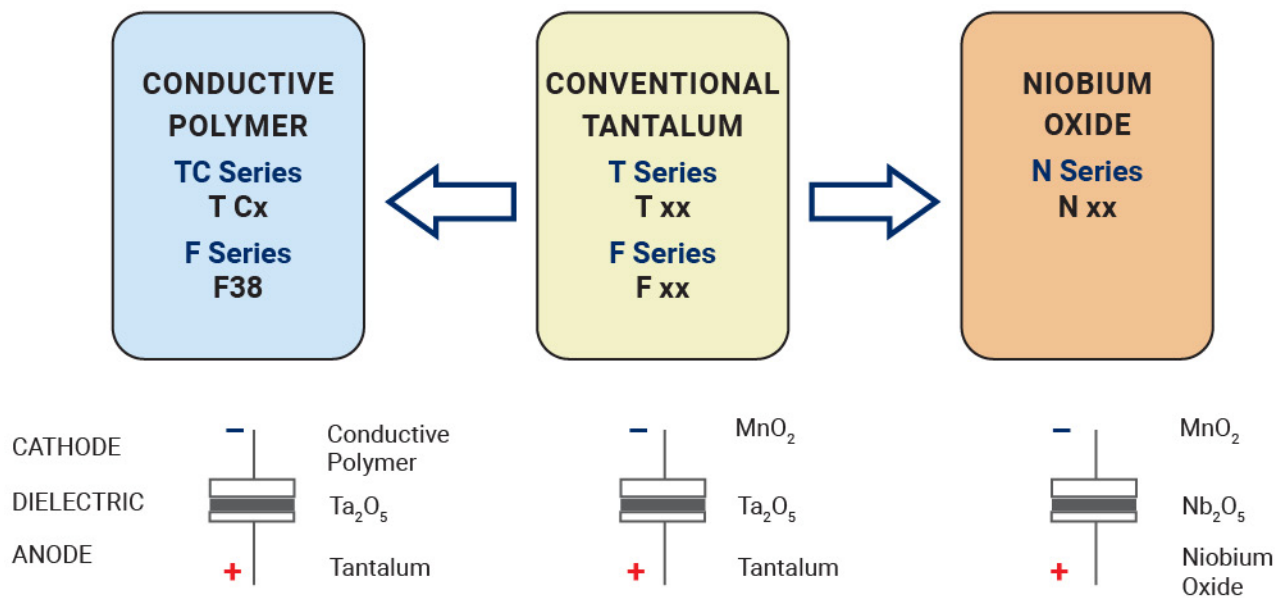 CONDUCTIVE
POLYMER
TC Series
T Cx
F Series
F38
CONVENTIONAL
TANTALUM
T Series
T xx
F Series
F xx
NIOBIUM
OXIDE
N Series
N xx
CATHODE
DIELECTRIC
ANODE
−
Conductive
Polymer
Ta₂O₅
+
Tantalum
−
MnO₂
Ta₂O₅
+
Tantalum
−
MnO₂
Nb₂O₅
+
Niobium
Oxide